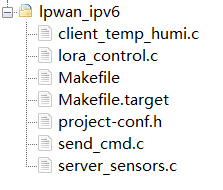 lpwan_ipv6
client_temp_humi.c
lora_control.c
Makefile
Makefile.target
project-conf.h
send_cmd.c
server_sensors.c